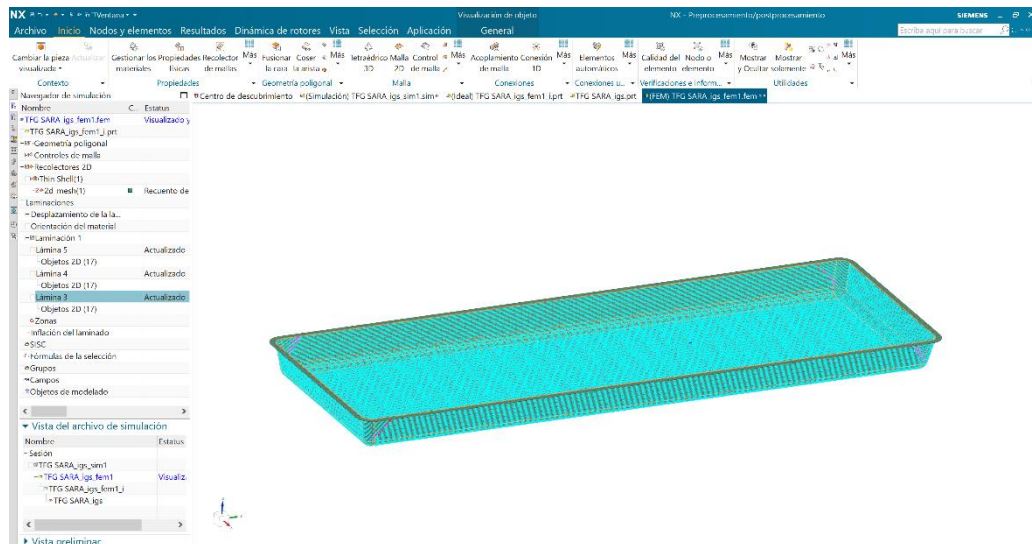 NX
Ventana
Visualización de objeto
NX - Preprocesamiento/postprocesamiento
SIEMENS
Archivo Inicio Nodos y elementos Resultados Dinámica de rotores Vista Selección Aplicación General
Escriba aquí para buscar
Cambiar la pieza visualizada
Actualizar
Gestionar los materiales
Propiedades físicas
Recolector de mallas
Más
Fusionar la cara
Coser la arista
Más
Tetraédrico 3D
Malla 2D
Control de malla
Más
Acoplamiento de malla
Conexión 1D
Más
Elementos automáticos
Más
Calidad del elemento
Nodo o elemento
Más
Mostrar y Ocultar
Mostrar solamente
Más
Contexto
Propiedades
Geometría poligonal
Malla
Conexiones
Conexiones u...
Verificaciones e inform...
Utilidades
Navegador de simulación
Centro de descubrimiento
(Simulación) TFG SARA_igs_sim1.sim
(Ideal) TFG SARA_igs_fem1_i.prt
TFG SARA_igs.prt
(FEM) TFG SARA_igs_fem1.fem
Nombre C... Estatus
TFG SARA_igs_fem1.fem Visualizado y
TFG SARA_igs_fem1_i.prt
Geometría poligonal
Controles de malla
Recolectores 2D
Thin Shell(1)
2d_mesh(1) Recuento de
Laminaciones
Desplazamiento de la la...
Orientación del material
Laminación 1
Lámina 5 Actualizado
Objetos 2D (17)
Lámina 4 Actualizado
Objetos 2D (17)
Lámina 3 Actualizado
Objetos 2D (17)
Zonas
Inflación del laminado
SISC
Fórmulas de la selección
Grupos
Campos
Objetos de modelado
Vista del archivo de simulación
Nombre Estatus
Sesión
TFG SARA_igs_sim1
TFG SARA_igs_fem1 Visualiz
TFG SARA_igs_fem1_i
TFG SARA_igs
Vista preliminar